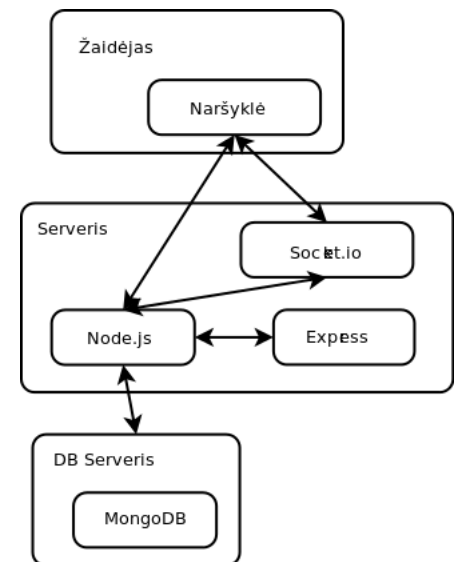 Žaidėjas
Naršyklė
Serveris
Socket.io
Node.js
Express
DB Serveris
MongoDB